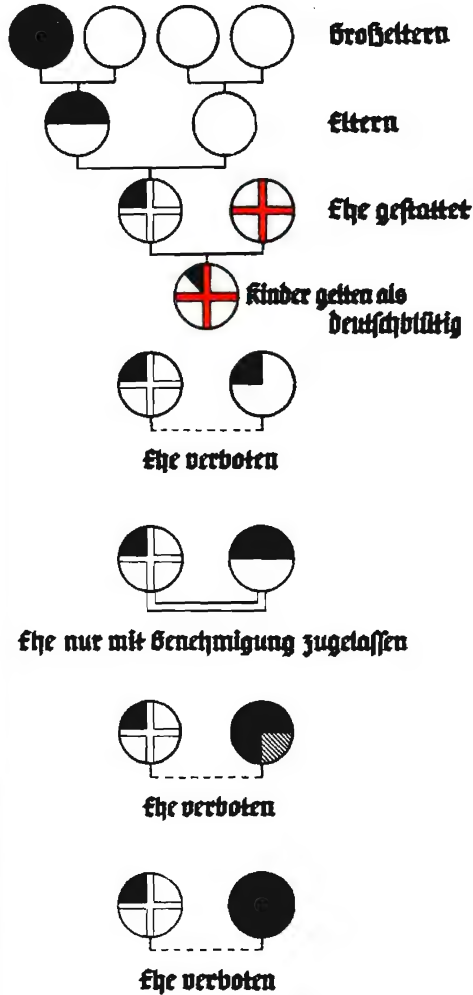 Großeltern
Eltern
Ehe gestattet
Kinder gelten als
deutschblütig
Ehe verboten
Ehe nur mit Genehmigung zugelassen
Ehe verboten
Ehe verboten